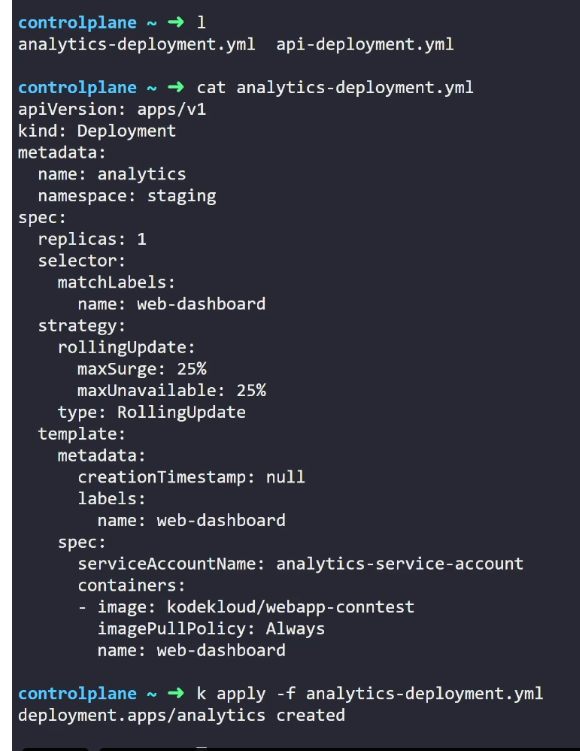 controlplane ~ ➜ l
analytics-deployment.yml  api-deployment.yml

controlplane ~ ➜ cat analytics-deployment.yml
apiVersion: apps/v1
kind: Deployment
metadata:
  name: analytics
  namespace: staging
spec:
  replicas: 1
  selector:
    matchLabels:
      name: web-dashboard
  strategy:
    rollingUpdate:
      maxSurge: 25%
      maxUnavailable: 25%
    type: RollingUpdate
  template:
    metadata:
      creationTimestamp: null
      labels:
        name: web-dashboard
    spec:
      serviceAccountName: analytics-service-account
      containers:
      - image: kodekloud/webapp-conntest
        imagePullPolicy: Always
        name: web-dashboard

controlplane ~ ➜ k apply -f analytics-deployment.yml
deployment.apps/analytics created